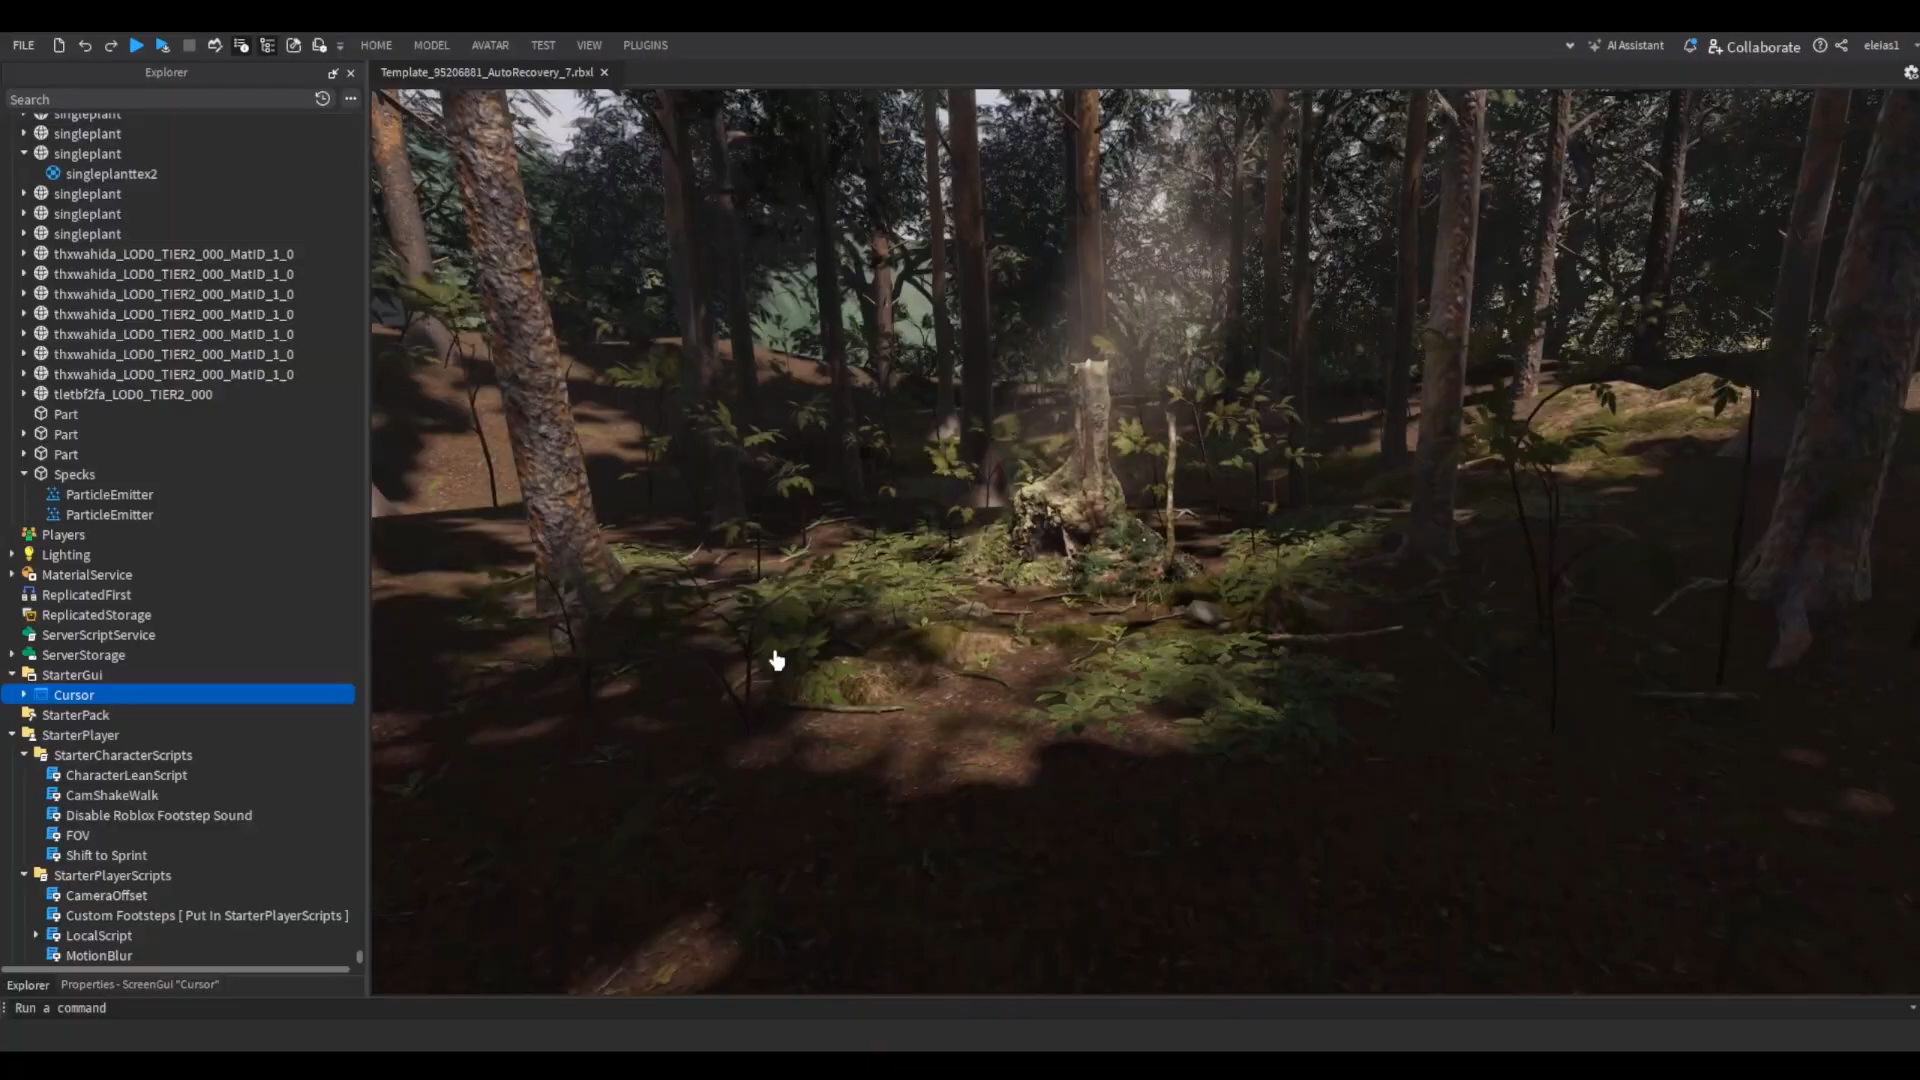 FILE
HOME
MODEL
AVATAR
TEST
VIEW
PLUGINS
AI Assistant
Collaborate
eleias1
Explorer
Template_95206881_AutoRecovery_7.rbxl
Search
singleplant
singleplant
singleplant
singleplanttex2
singleplant
singleplant
singleplant
thxwahida_LOD0_TIER2_000_MatID_1_0
thxwahida_LOD0_TIER2_000_MatID_1_0
thxwahida_LOD0_TIER2_000_MatID_1_0
thxwahida_LOD0_TIER2_000_MatID_1_0
thxwahida_LOD0_TIER2_000_MatID_1_0
thxwahida_LOD0_TIER2_000_MatID_1_0
thxwahida_LOD0_TIER2_000_MatID_1_0
tletbf2fa_LOD0_TIER2_000
Part
Part
Part
Specks
ParticleEmitter
ParticleEmitter
Players
Lighting
MaterialService
ReplicatedFirst
ReplicatedStorage
ServerScriptService
ServerStorage
StarterGui
Cursor
StarterPack
StarterPlayer
StarterCharacterScripts
CharacterLeanScript
CamShakeWalk
Disable Roblox Footstep Sound
FOV
Shift to Sprint
StarterPlayerScripts
CameraOffset
Custom Footsteps [ Put In StarterPlayerScripts ]
LocalScript
MotionBlur
Explorer
Properties - ScreenGui "Cursor"
Run a command